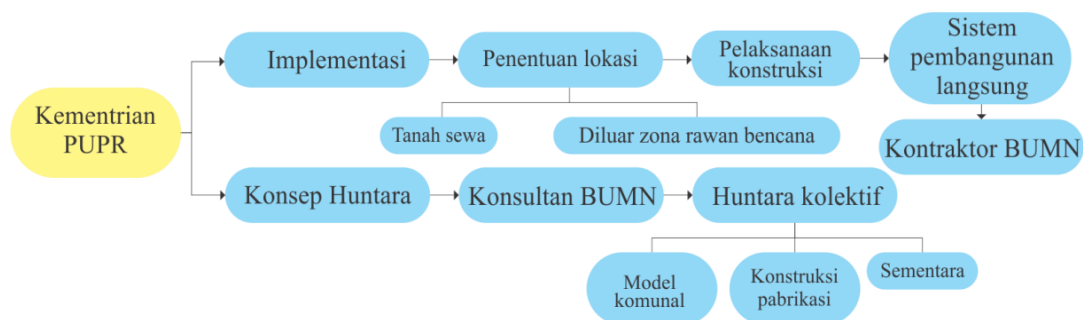 Kementrian
PUPR
Implementasi
Penentuan lokasi
Pelaksanaan
konstruksi
Sistem
pembangunan
langsung
Tanah sewa
Diluar zona rawan bencana
Kontraktor BUMN
Konsep Huntara
Konsultan BUMN
Huntara kolektif
Model
komunal
Konstruksi
pabrikasi
Sementara